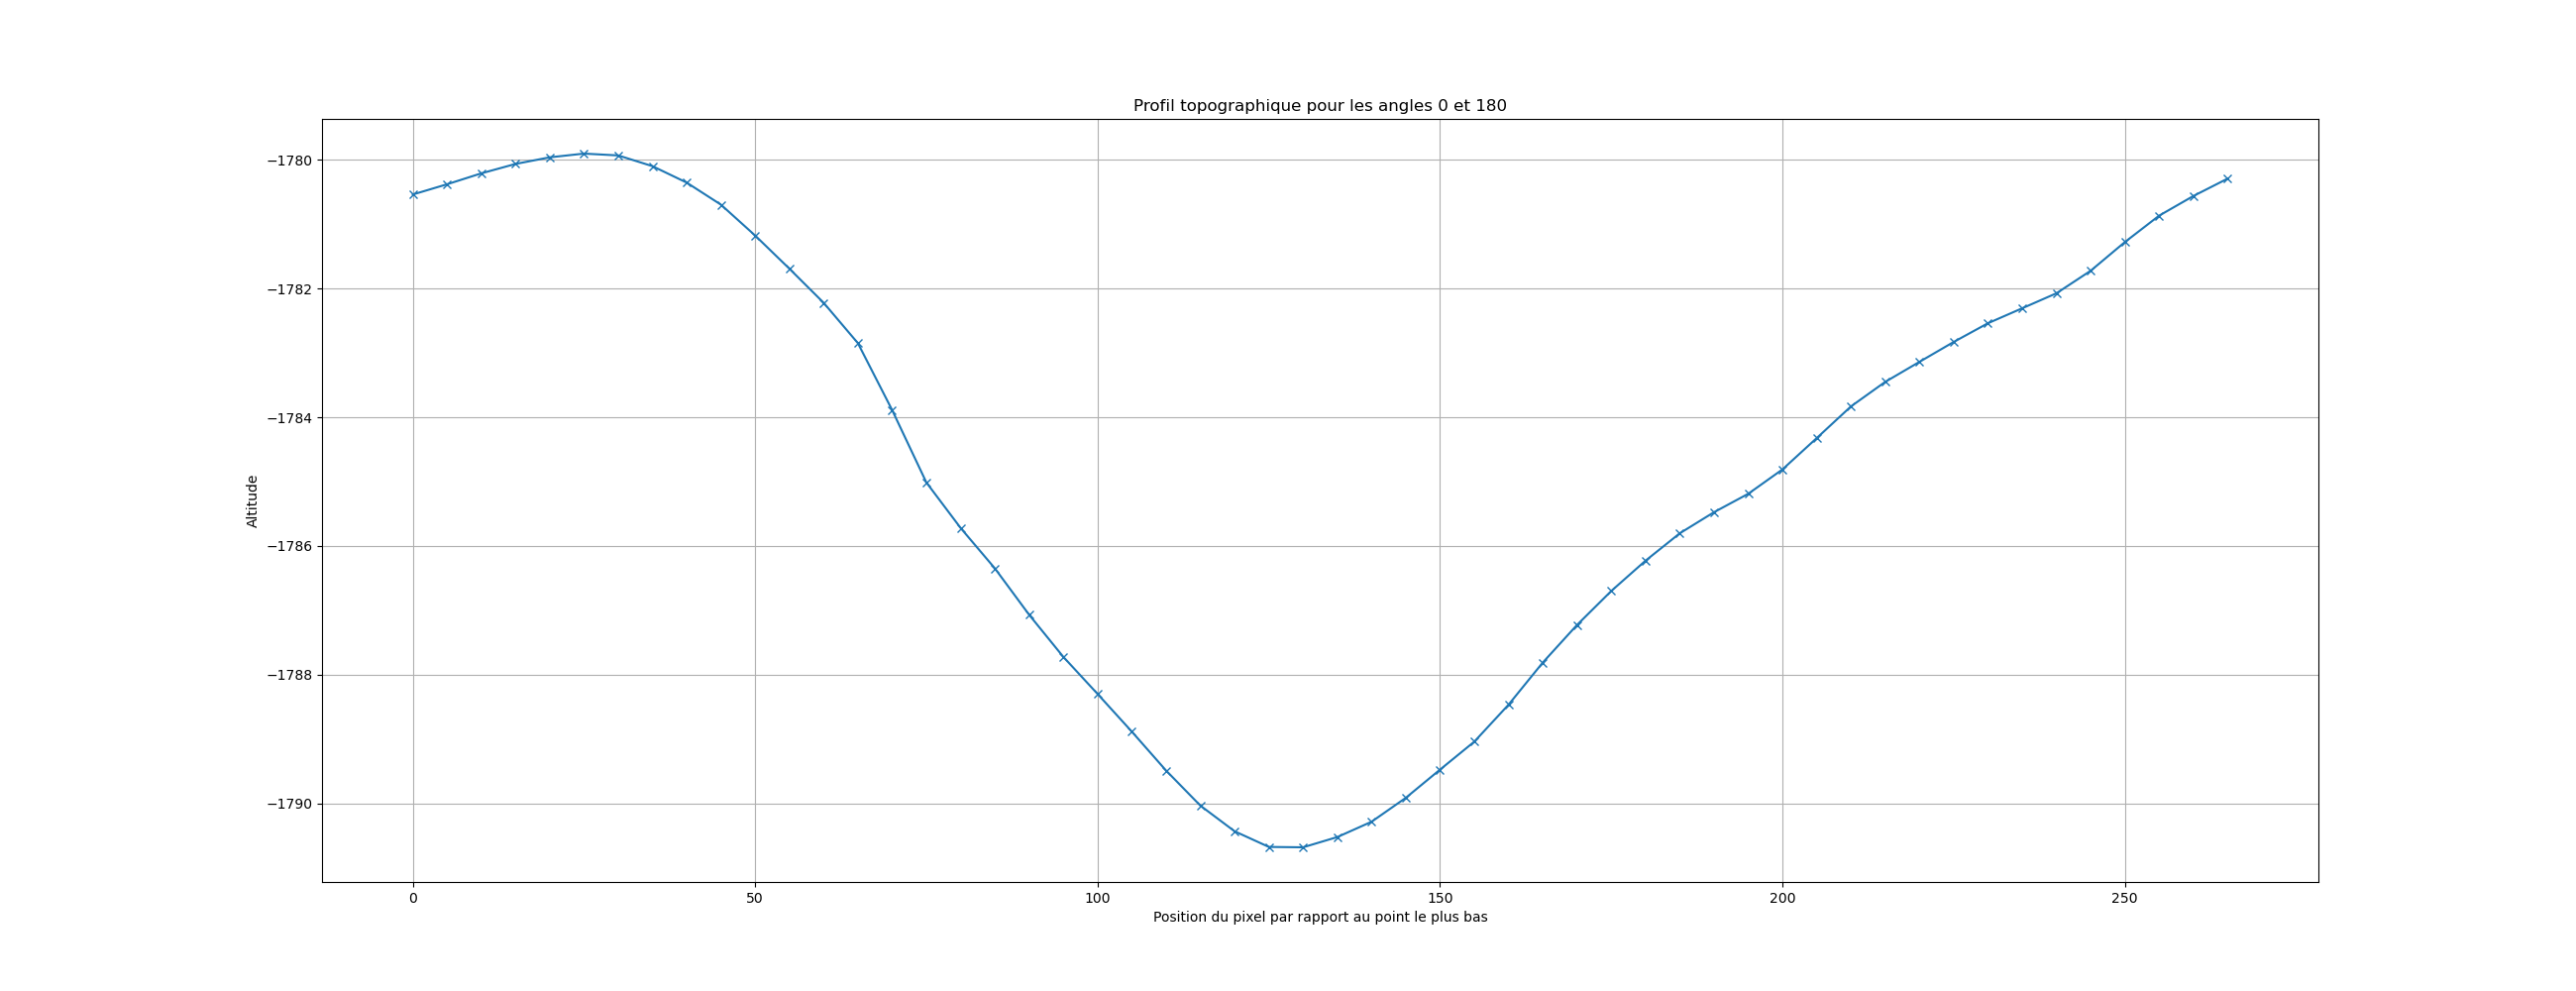 Profil topographique pour les angles 0 et 180
−1780
−1782
−1784
−1786
−1788
−1790
Altitude
0 50 100 150 200 250
Position du pixel par rapport au point le plus bas